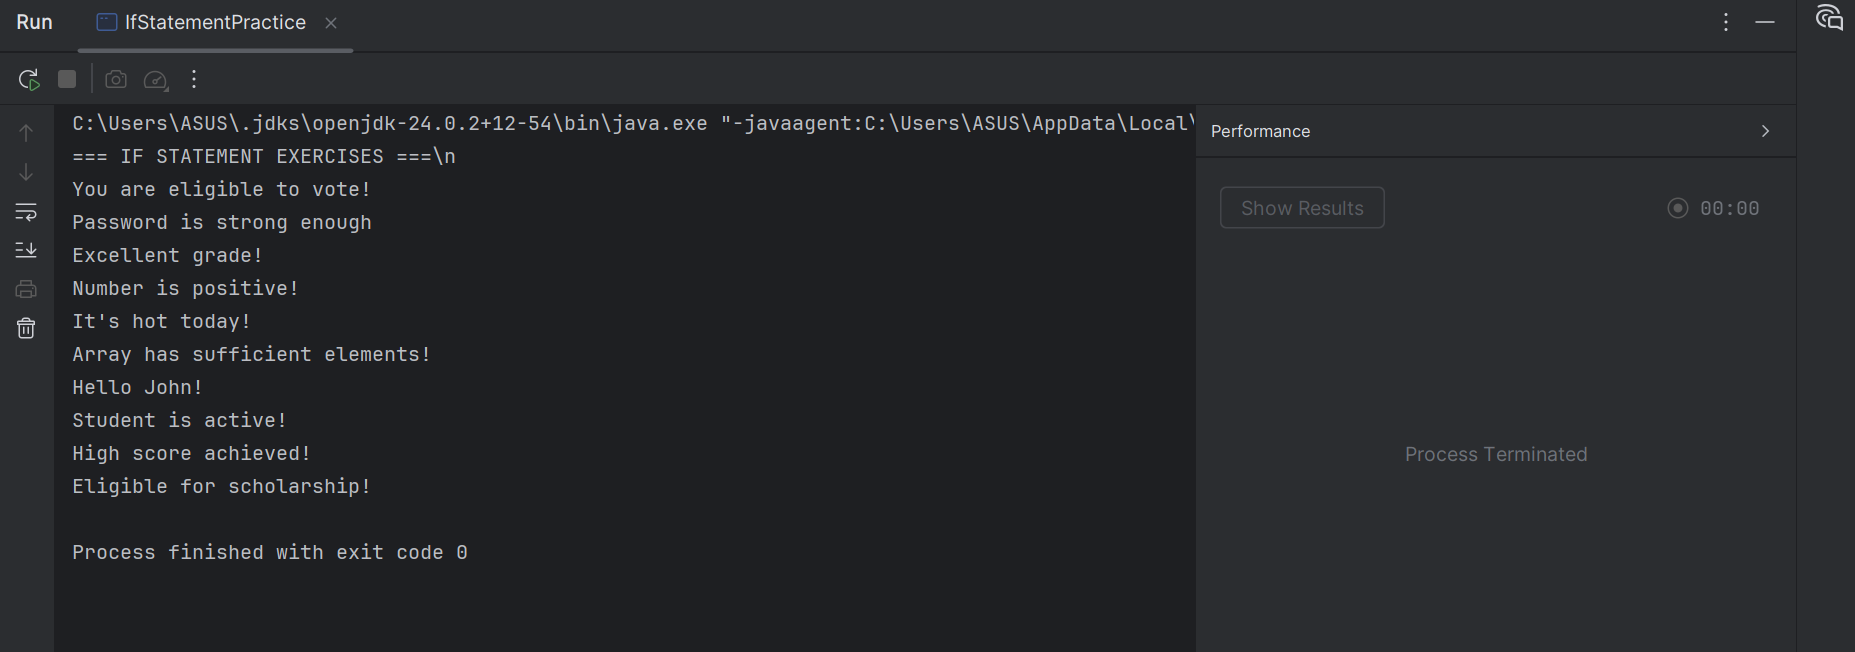 Run IfStatementPractice
C:\Users\ASUS\.jdks\openjdk-24.0.2+12-54\bin\java.exe "-javaagent:C:\Users\ASUS\AppData\Local\
=== IF STATEMENT EXERCISES ===\n
You are eligible to vote!
Password is strong enough
Excellent grade!
Number is positive!
It's hot today!
Array has sufficient elements!
Hello John!
Student is active!
High score achieved!
Eligible for scholarship!
Process finished with exit code 0
Performance
Show Results 00:00
Process Terminated